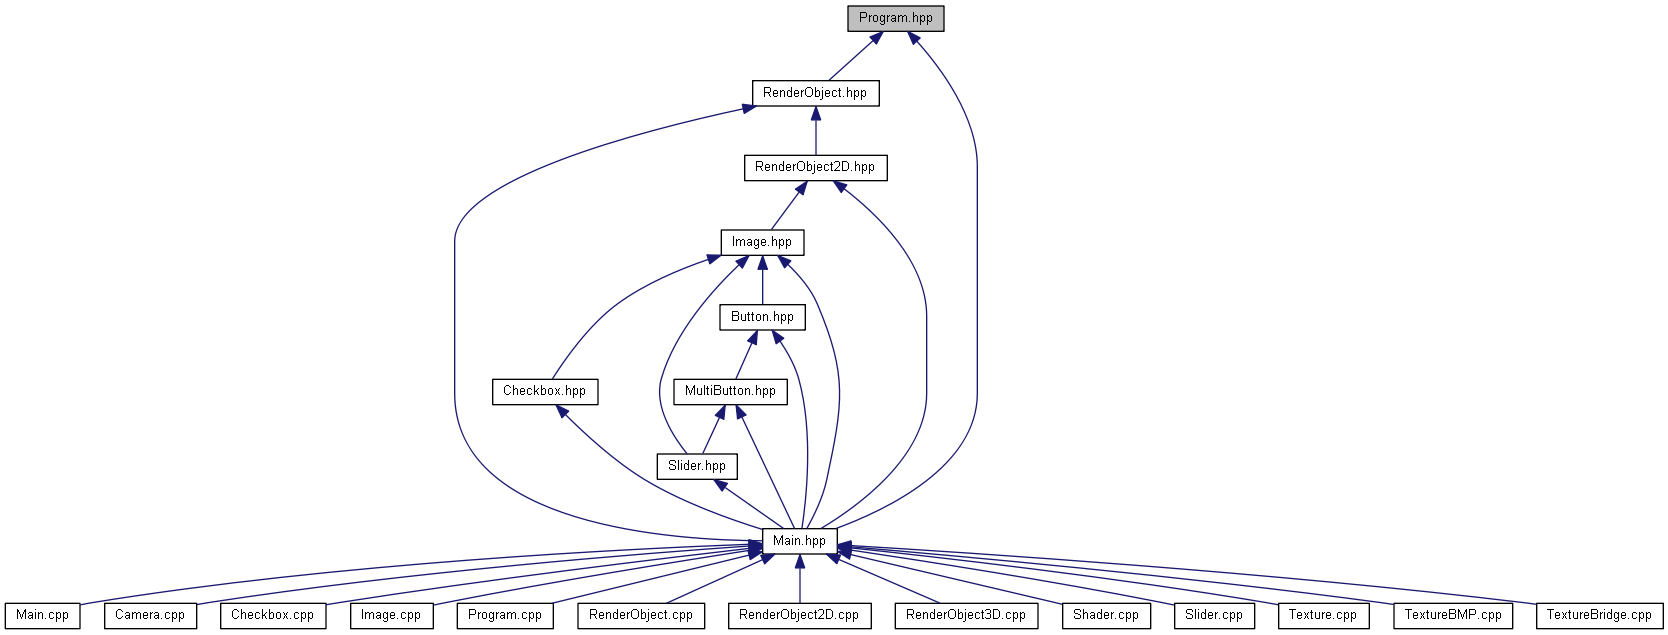 Program.hpp
RenderObject.hpp
RenderObject2D.hpp
Image.hpp
Button.hpp
Checkbox.hpp
MultiButton.hpp
Slider.hpp
Main.hpp
Main.cpp
Camera.cpp
Checkbox.cpp
Image.cpp
Program.cpp
RenderObject.cpp
RenderObject2D.cpp
RenderObject3D.cpp
Shader.cpp
Slider.cpp
Texture.cpp
TextureBMP.cpp
TextureBridge.cpp